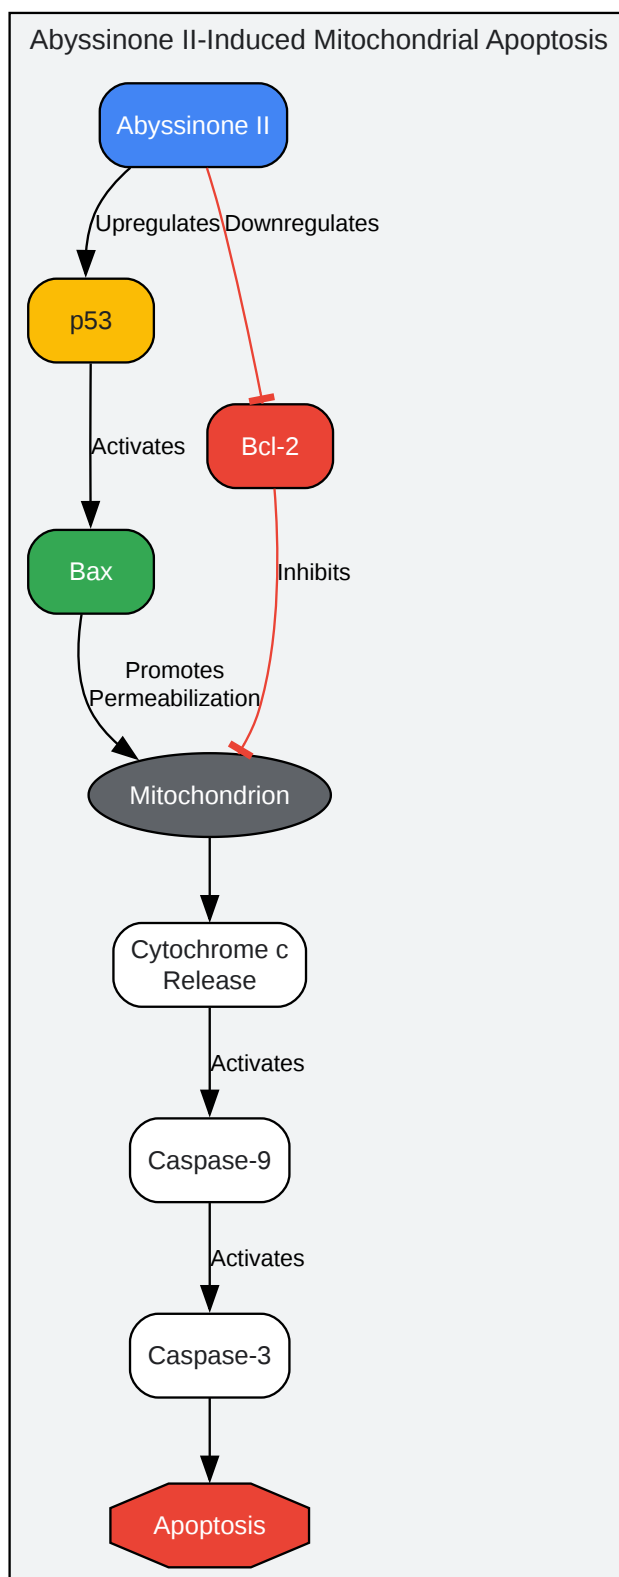 Abyssinone II-Induced Mitochondrial Apoptosis
Abyssinone II
Upregulates
Downregulates
p53
Activates
Bcl-2
Bax
Inhibits
Promotes
Permeabilization
Mitochondrion
Cytochrome c
Release
Activates
Caspase-9
Activates
Caspase-3
Apoptosis